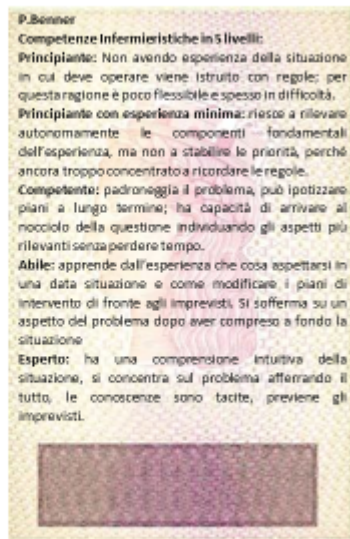 P.Benner
Competenze Infermieristiche in 5 livelli:
Principiante: Non avendo esperienza della situazione
in cui deve operare viene istruito con regole; per
questa ragione è poco flessibile e spesso in difficoltà.
Principiante con esperienza minima: riesce a rilevare
autonomamente le componenti fondamentali
dell'esperienza, ma non a stabilire le priorità, perché
ancora troppo concentrato a ricordare le regole.
Competente: padroneggia il problema, può ipotizzare
piani a lungo termine; ha capacità di arrivare al
nocciolo della questione individuando gli aspetti più
rilevanti senza perdere tempo.
Abile: apprende dall'esperienza che cosa aspettarsi in
una data situazione e come modificare i piani di
intervento di fronte agli imprevisti. Si sofferma su un
aspetto del problema dopo aver compreso a fondo la
situazione
Esperto: ha una comprensione intuitiva della
situazione, si concentra sul problema afferrando il
tutto, le conoscenze sono tacite, previene gli
imprevisti.